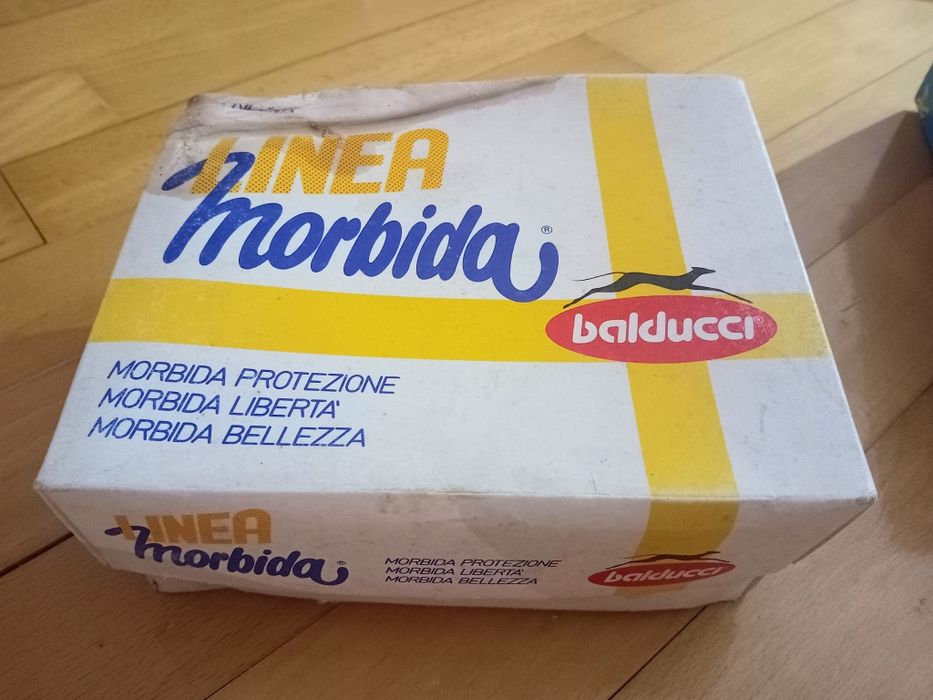 LINEA
morbida®
balducci®
MORBIDA PROTEZIONE
MORBIDA LIBERTA'
MORBIDA BELLEZZA
LINEA
morbida®
MORBIDA PROTEZIONE
MORBIDA LIBERTA'
MORBIDA BELLEZZA
balducci®